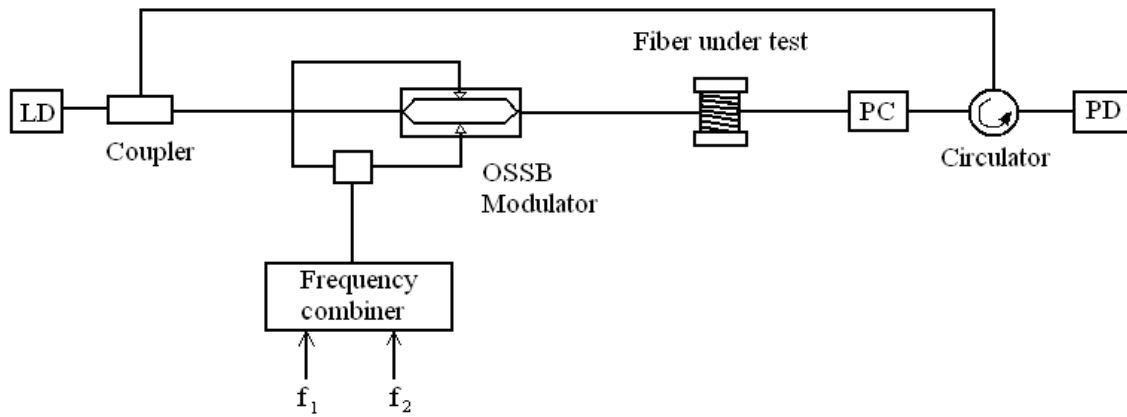 Fiber under test
LD
PC
PD
Coupler
OSSB
Modulator
Circulator
Frequency
combiner
f₁
f₂